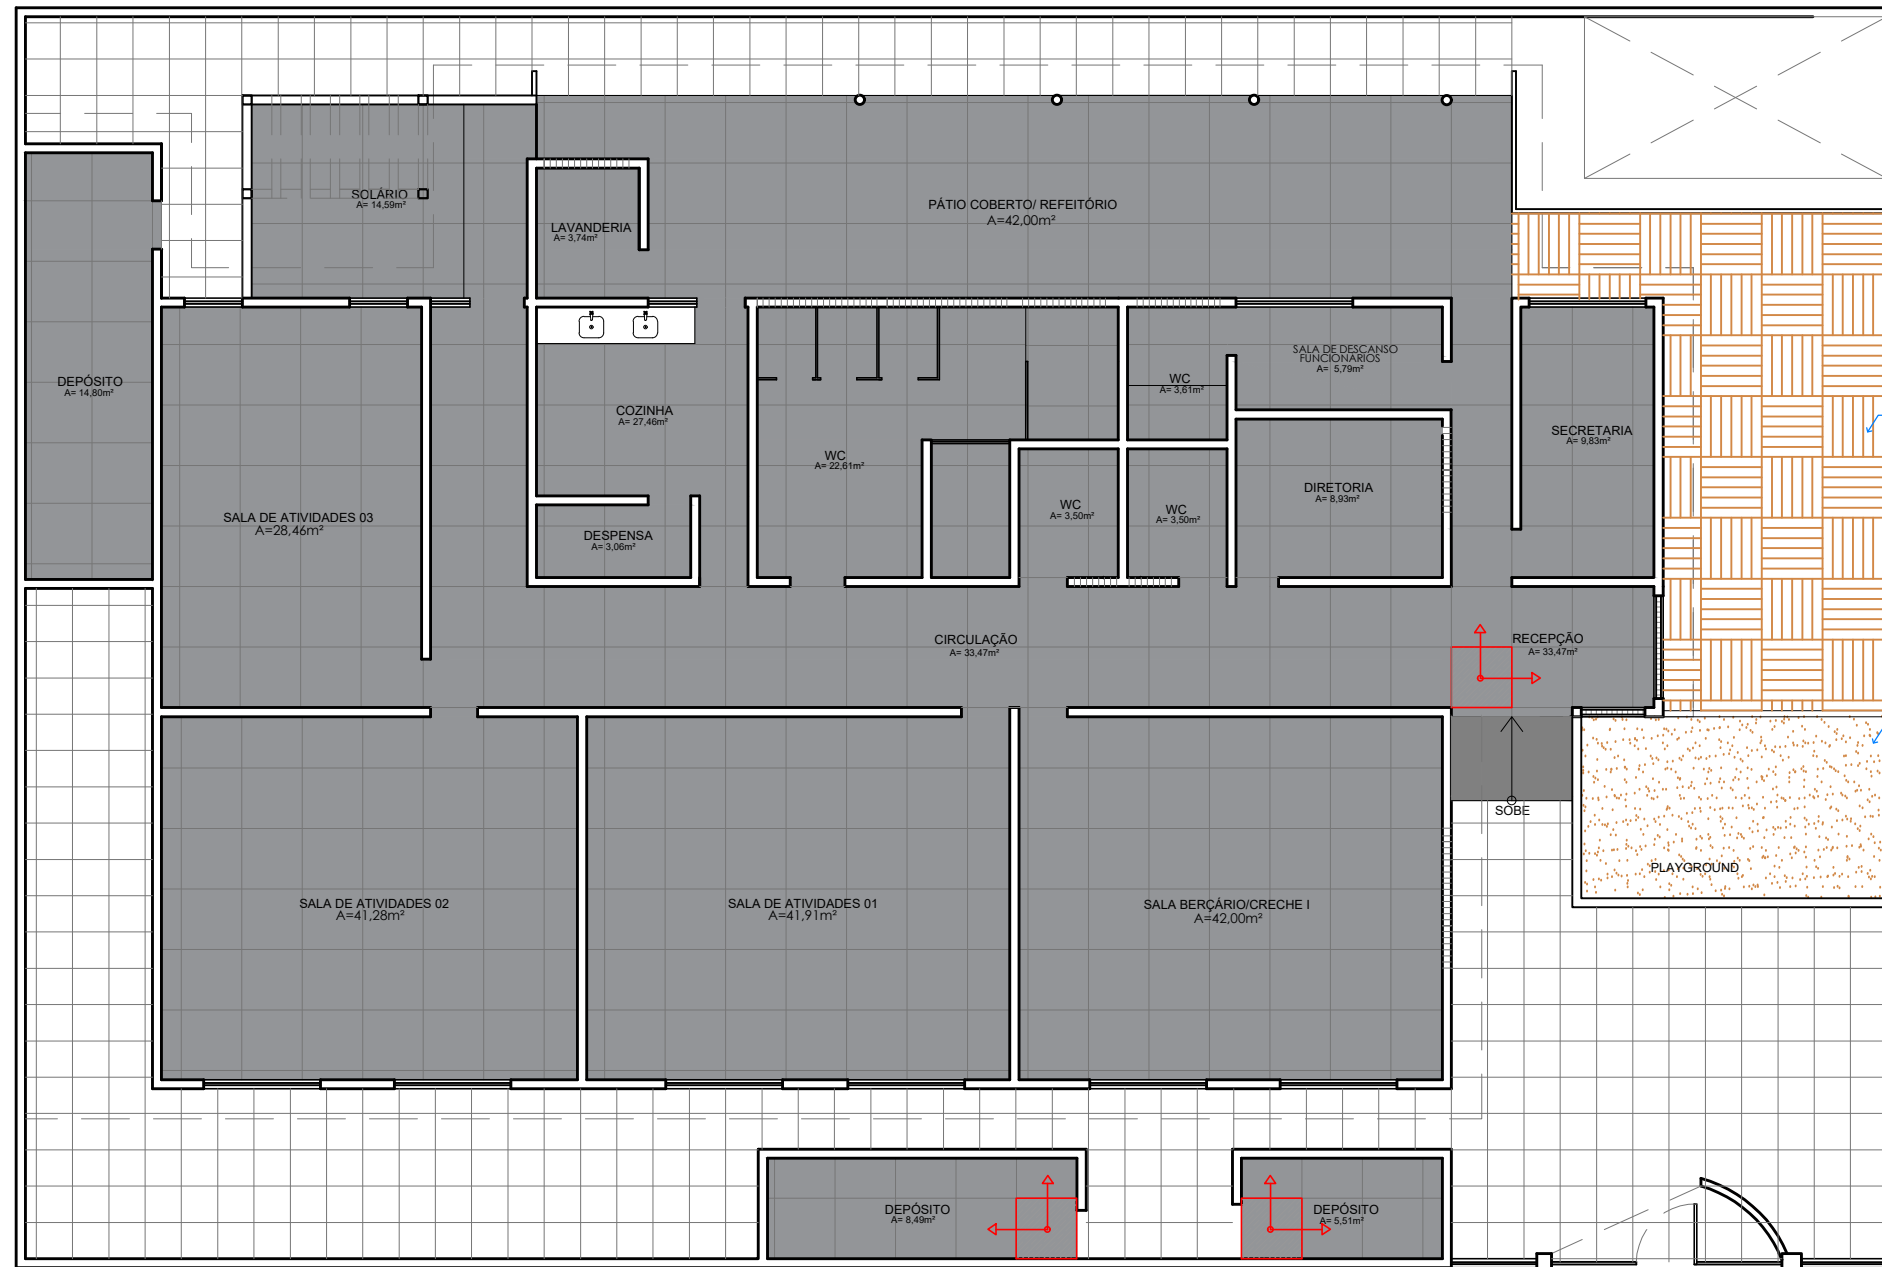 SOLÁRIO
A= 14,59m²
LAVANDERIA
A= 3,74m²
PÁTIO COBERTO/ REFEITÓRIO
A=42,00m²
DEPÓSITO
A= 14,80m²
SALA DE ATIVIDADES 03
A=28,46m²
COZINHA
A= 27,46m²
DESPENSA
A= 3,06m²
WC
A= 22,61m²
WC
A= 3,61m²
SALA DE DESCANSO
FUNCIONÁRIOS
A= 5,79m²
WC
A= 3,50m²
WC
A= 3,50m²
DIRETORIA
A= 8,93m²
SECRETARIA
A= 9,83m²
CIRCULAÇÃO
A= 33,47m²
RECEPÇÃO
A= 33,47m²
SOBE
PLAYGROUND
SALA DE ATIVIDADES 02
A=41,28m²
SALA DE ATIVIDADES 01
A=41,91m²
SALA BERÇÁRIO/CRECHE I
A=42,00m²
DEPÓSITO
A= 8,49m²
DEPÓSITO
A= 5,51m²